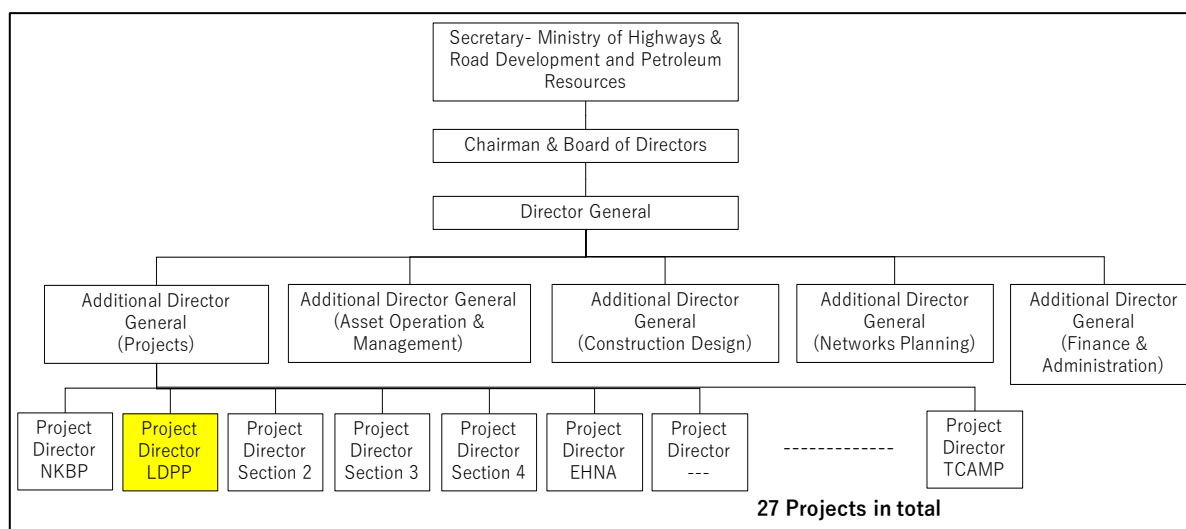 Secretary- Ministry of Highways &
Road Development and Petroleum
Resources
Chairman & Board of Directors
Director General
Additional Director
General
(Projects)
Additional Director General
(Asset Operation &
Management)
Additional Director
General
(Construction Design)
Additional Director
General
(Networks Planning)
Additional Director
General
(Finance &
Administration)
Project
Director
NKBP
Project
Director
LDPP
Project
Director
Section 2
Project
Director
Section 3
Project
Director
Section 4
Project
Director
EHNA
Project
Director
---
-------------
Project
Director
TCAMP
27 Projects in total